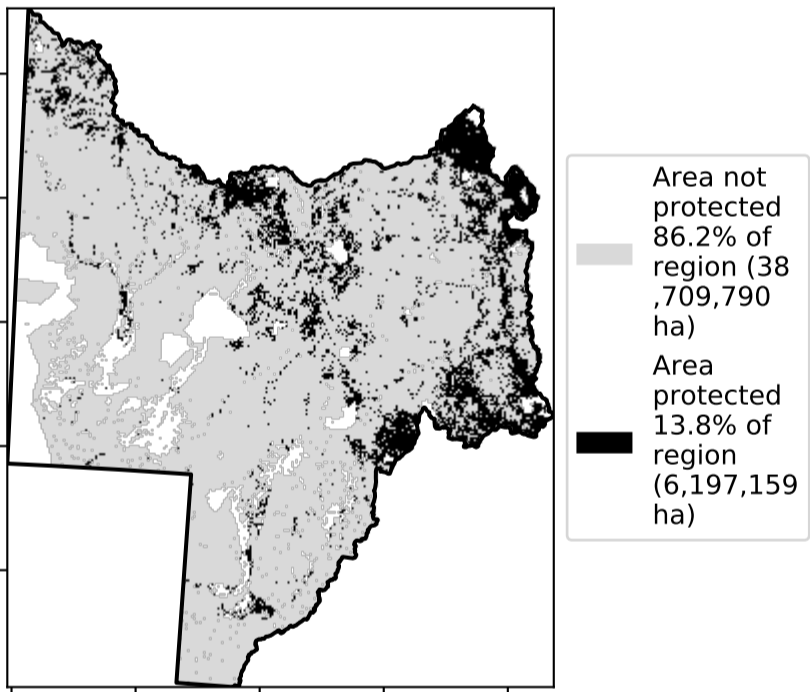 Area not
protected
86.2% of
region (38
,709,790
ha)
Area
protected
13.8% of
region
(6,197,159
ha)